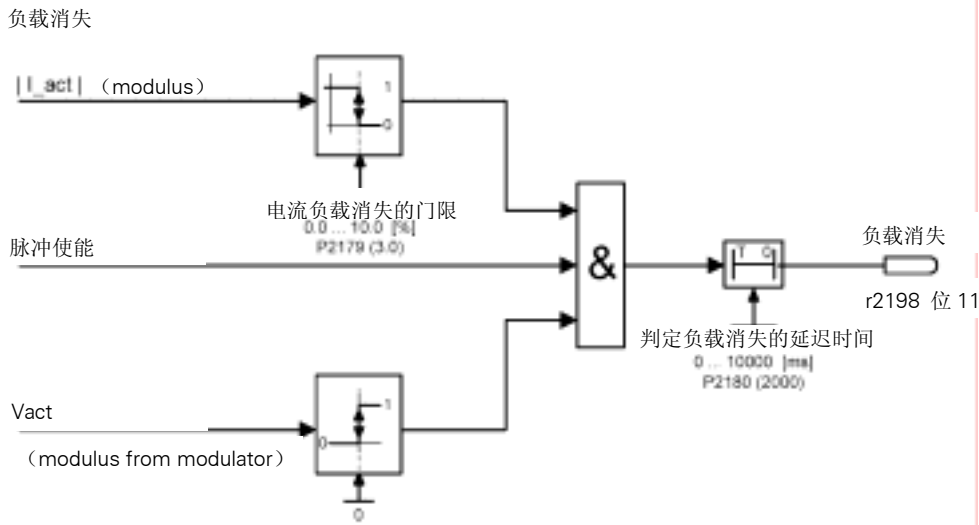 负载消失
|I_act| （modulus）
1
0
电流负载消失的门限
0.0 ... 10.0 [%]
P2179 (3.0)
脉冲使能
&
T 0
负载消失
r2198 位 11
判定负载消失的延迟时间
0 ... 10000 [ms]
P2180 (2000)
Vact
（modulus from modulator）
1
0
0